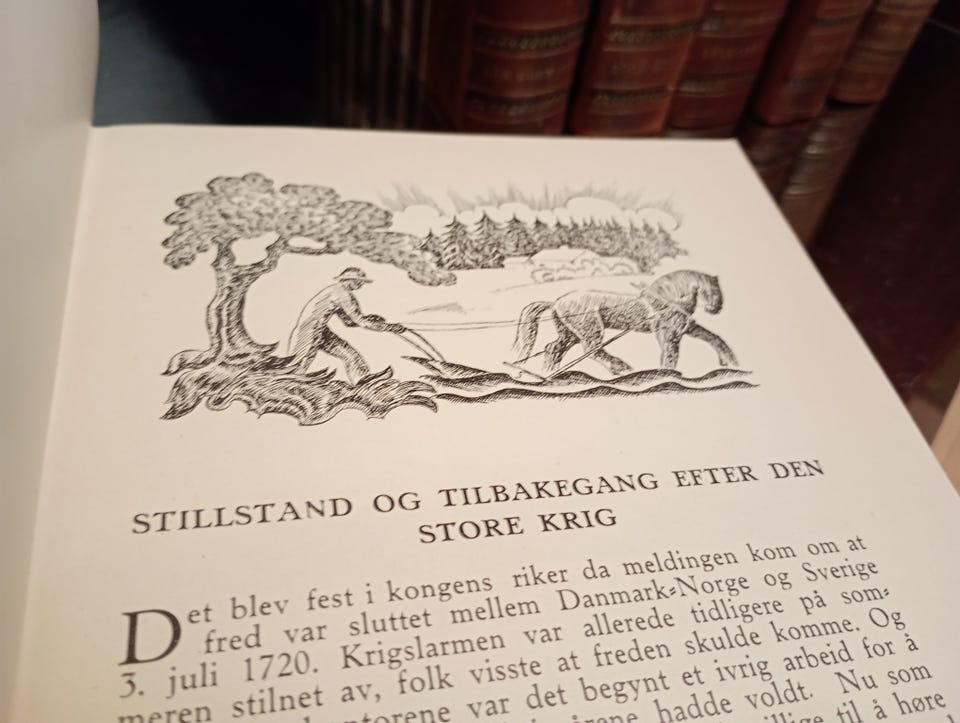 STILLSTAND OG TILBAKEGANG EFTER DEN
STORE KRIG
Det blev fest i kongens riker da meldingen kom om at
fred var sluttet mellem Danmark-Norge og Sverige
3. juli 1720. Krigslarmen var allerede tidligere på som-
meren stilnet av, folk visste at freden skulde komme. Og
var det begynt et ivrig arbeid for å
hadde voldt. Nu som
til å høre